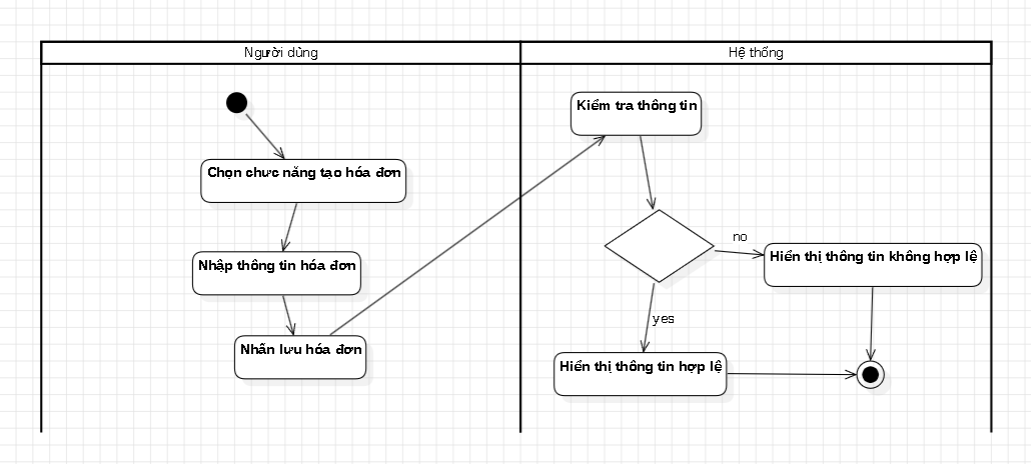 Người dùng
Hệ thống
Kiểm tra thông tin
Chọn chức năng tạo hóa đơn
no
Nhập thông tin hóa đơn
Hiển thị thông tin không hợp lệ
yes
Nhấn lưu hóa đơn
Hiển thị thông tin hợp lệ